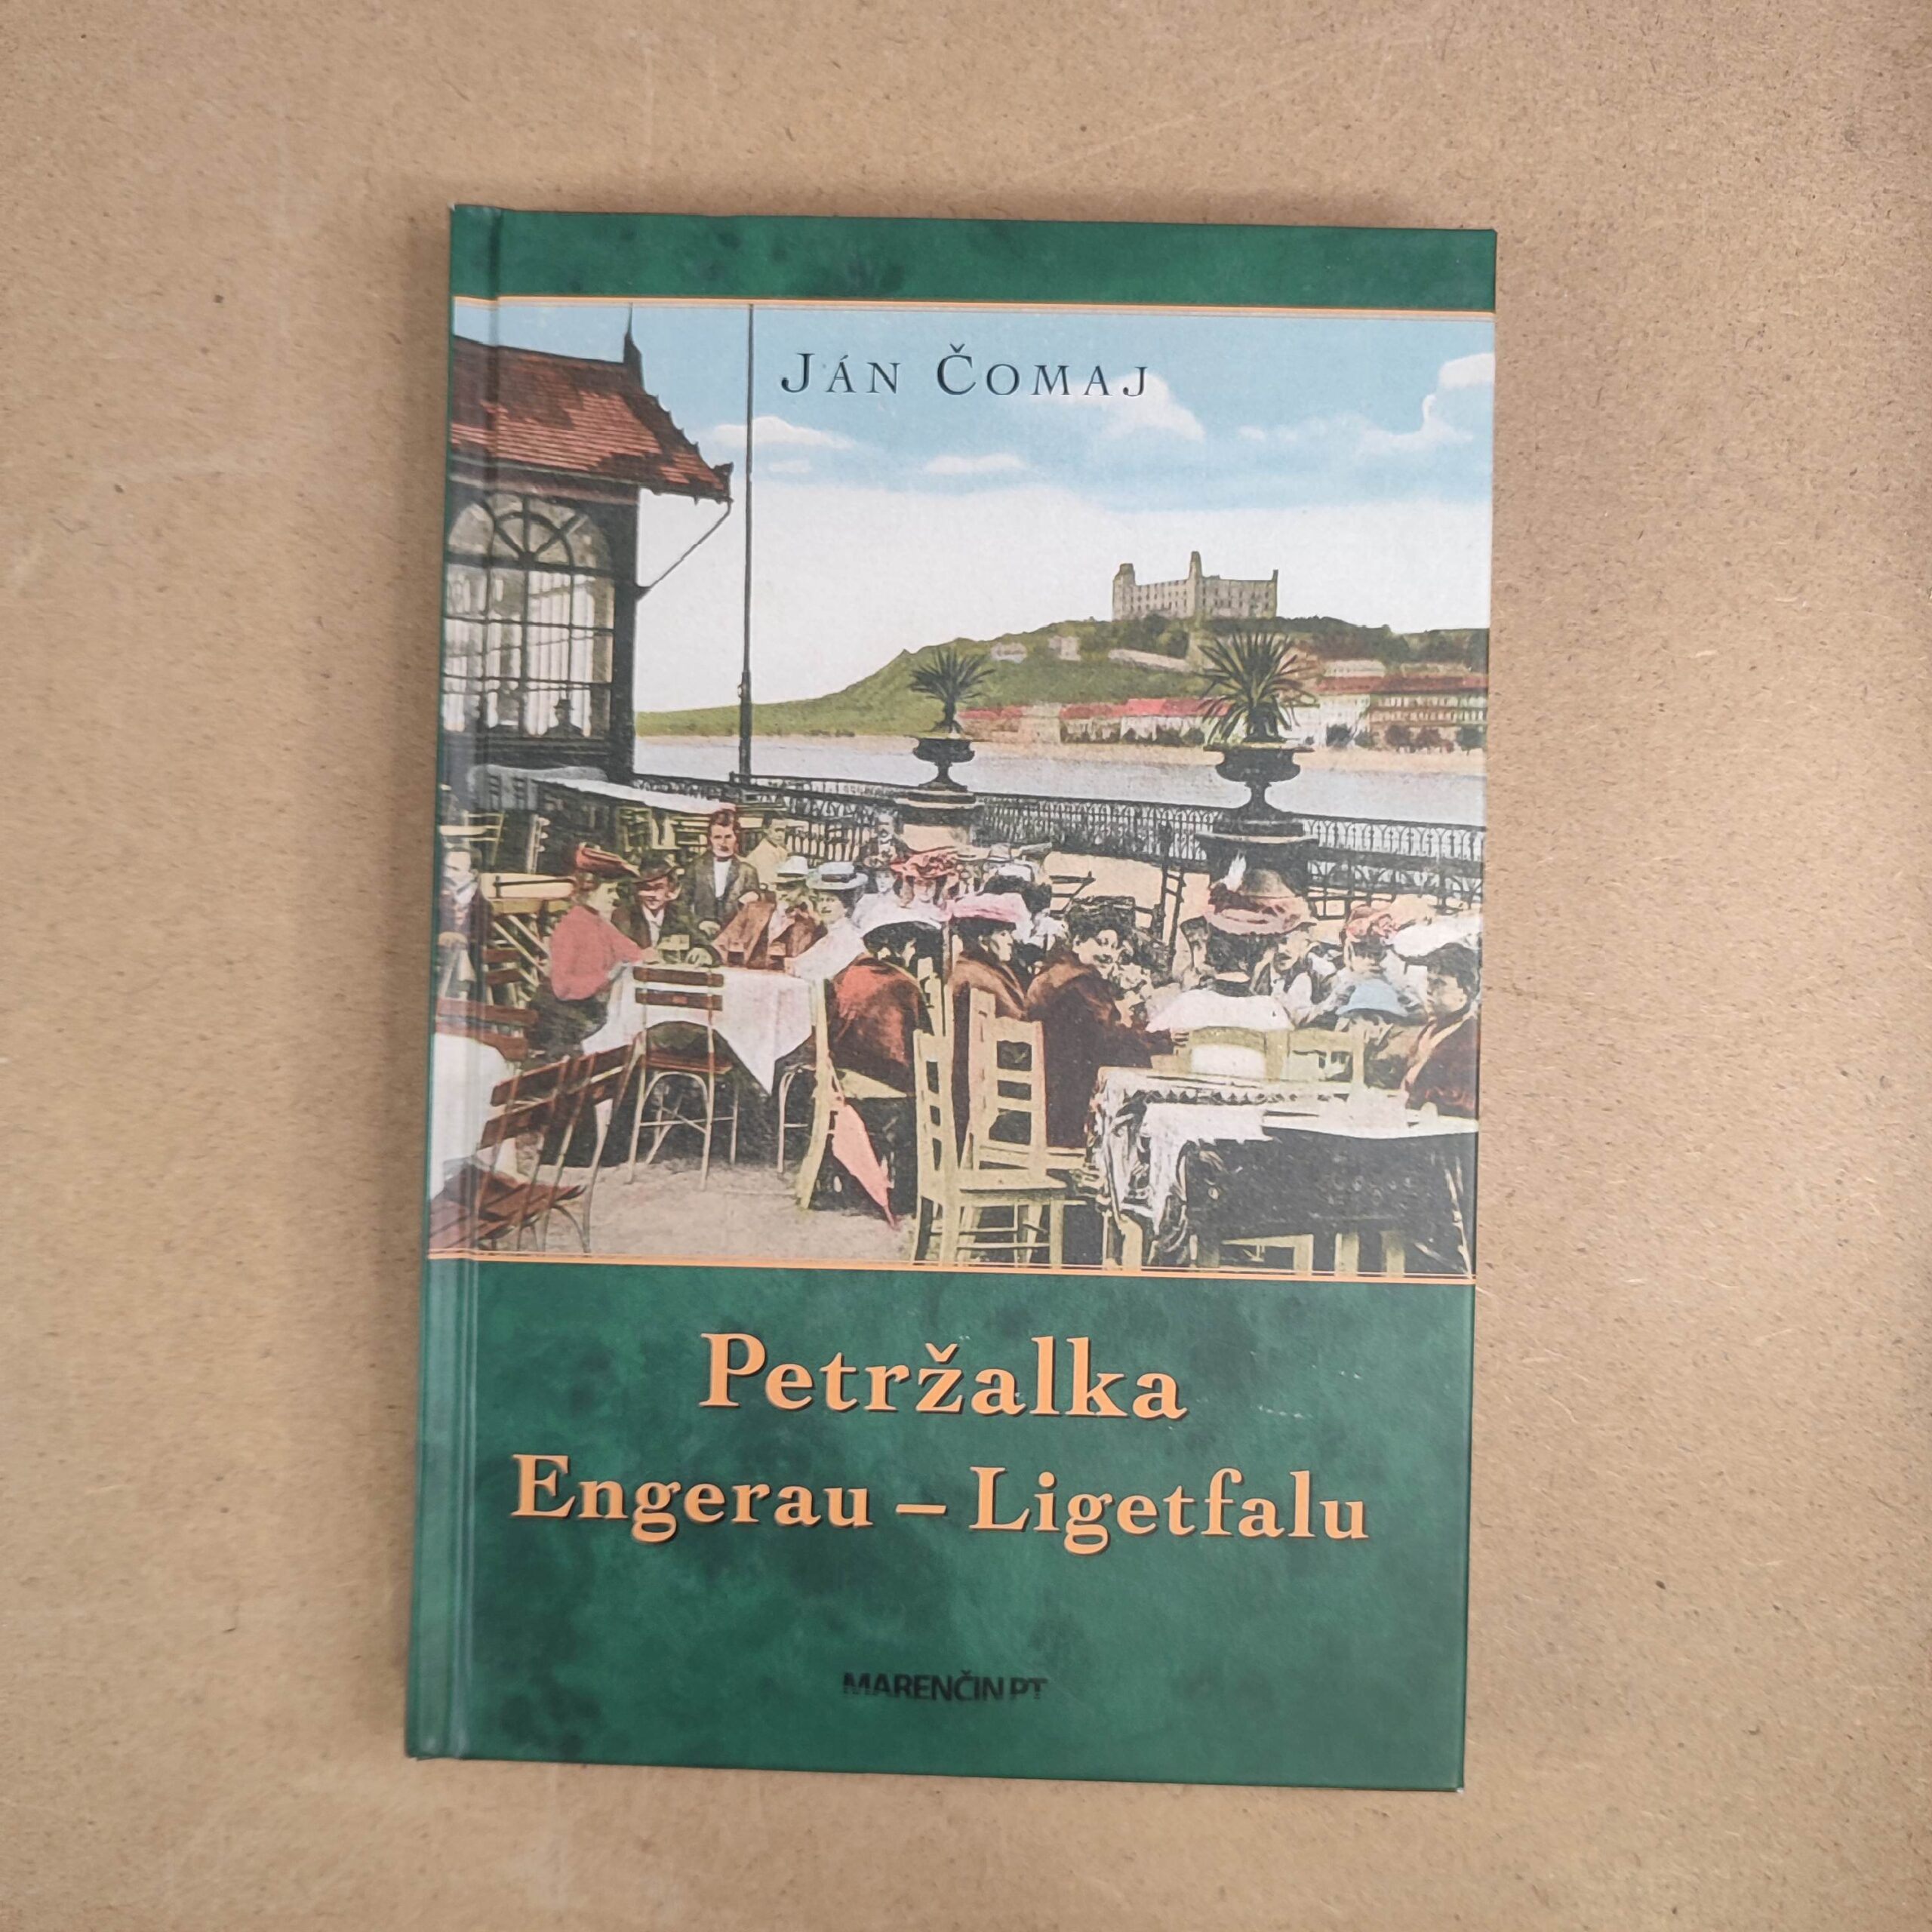 JÁN ČOMAJ
Petržalka
Engerau – Ligetfalu
MARENČIN PT